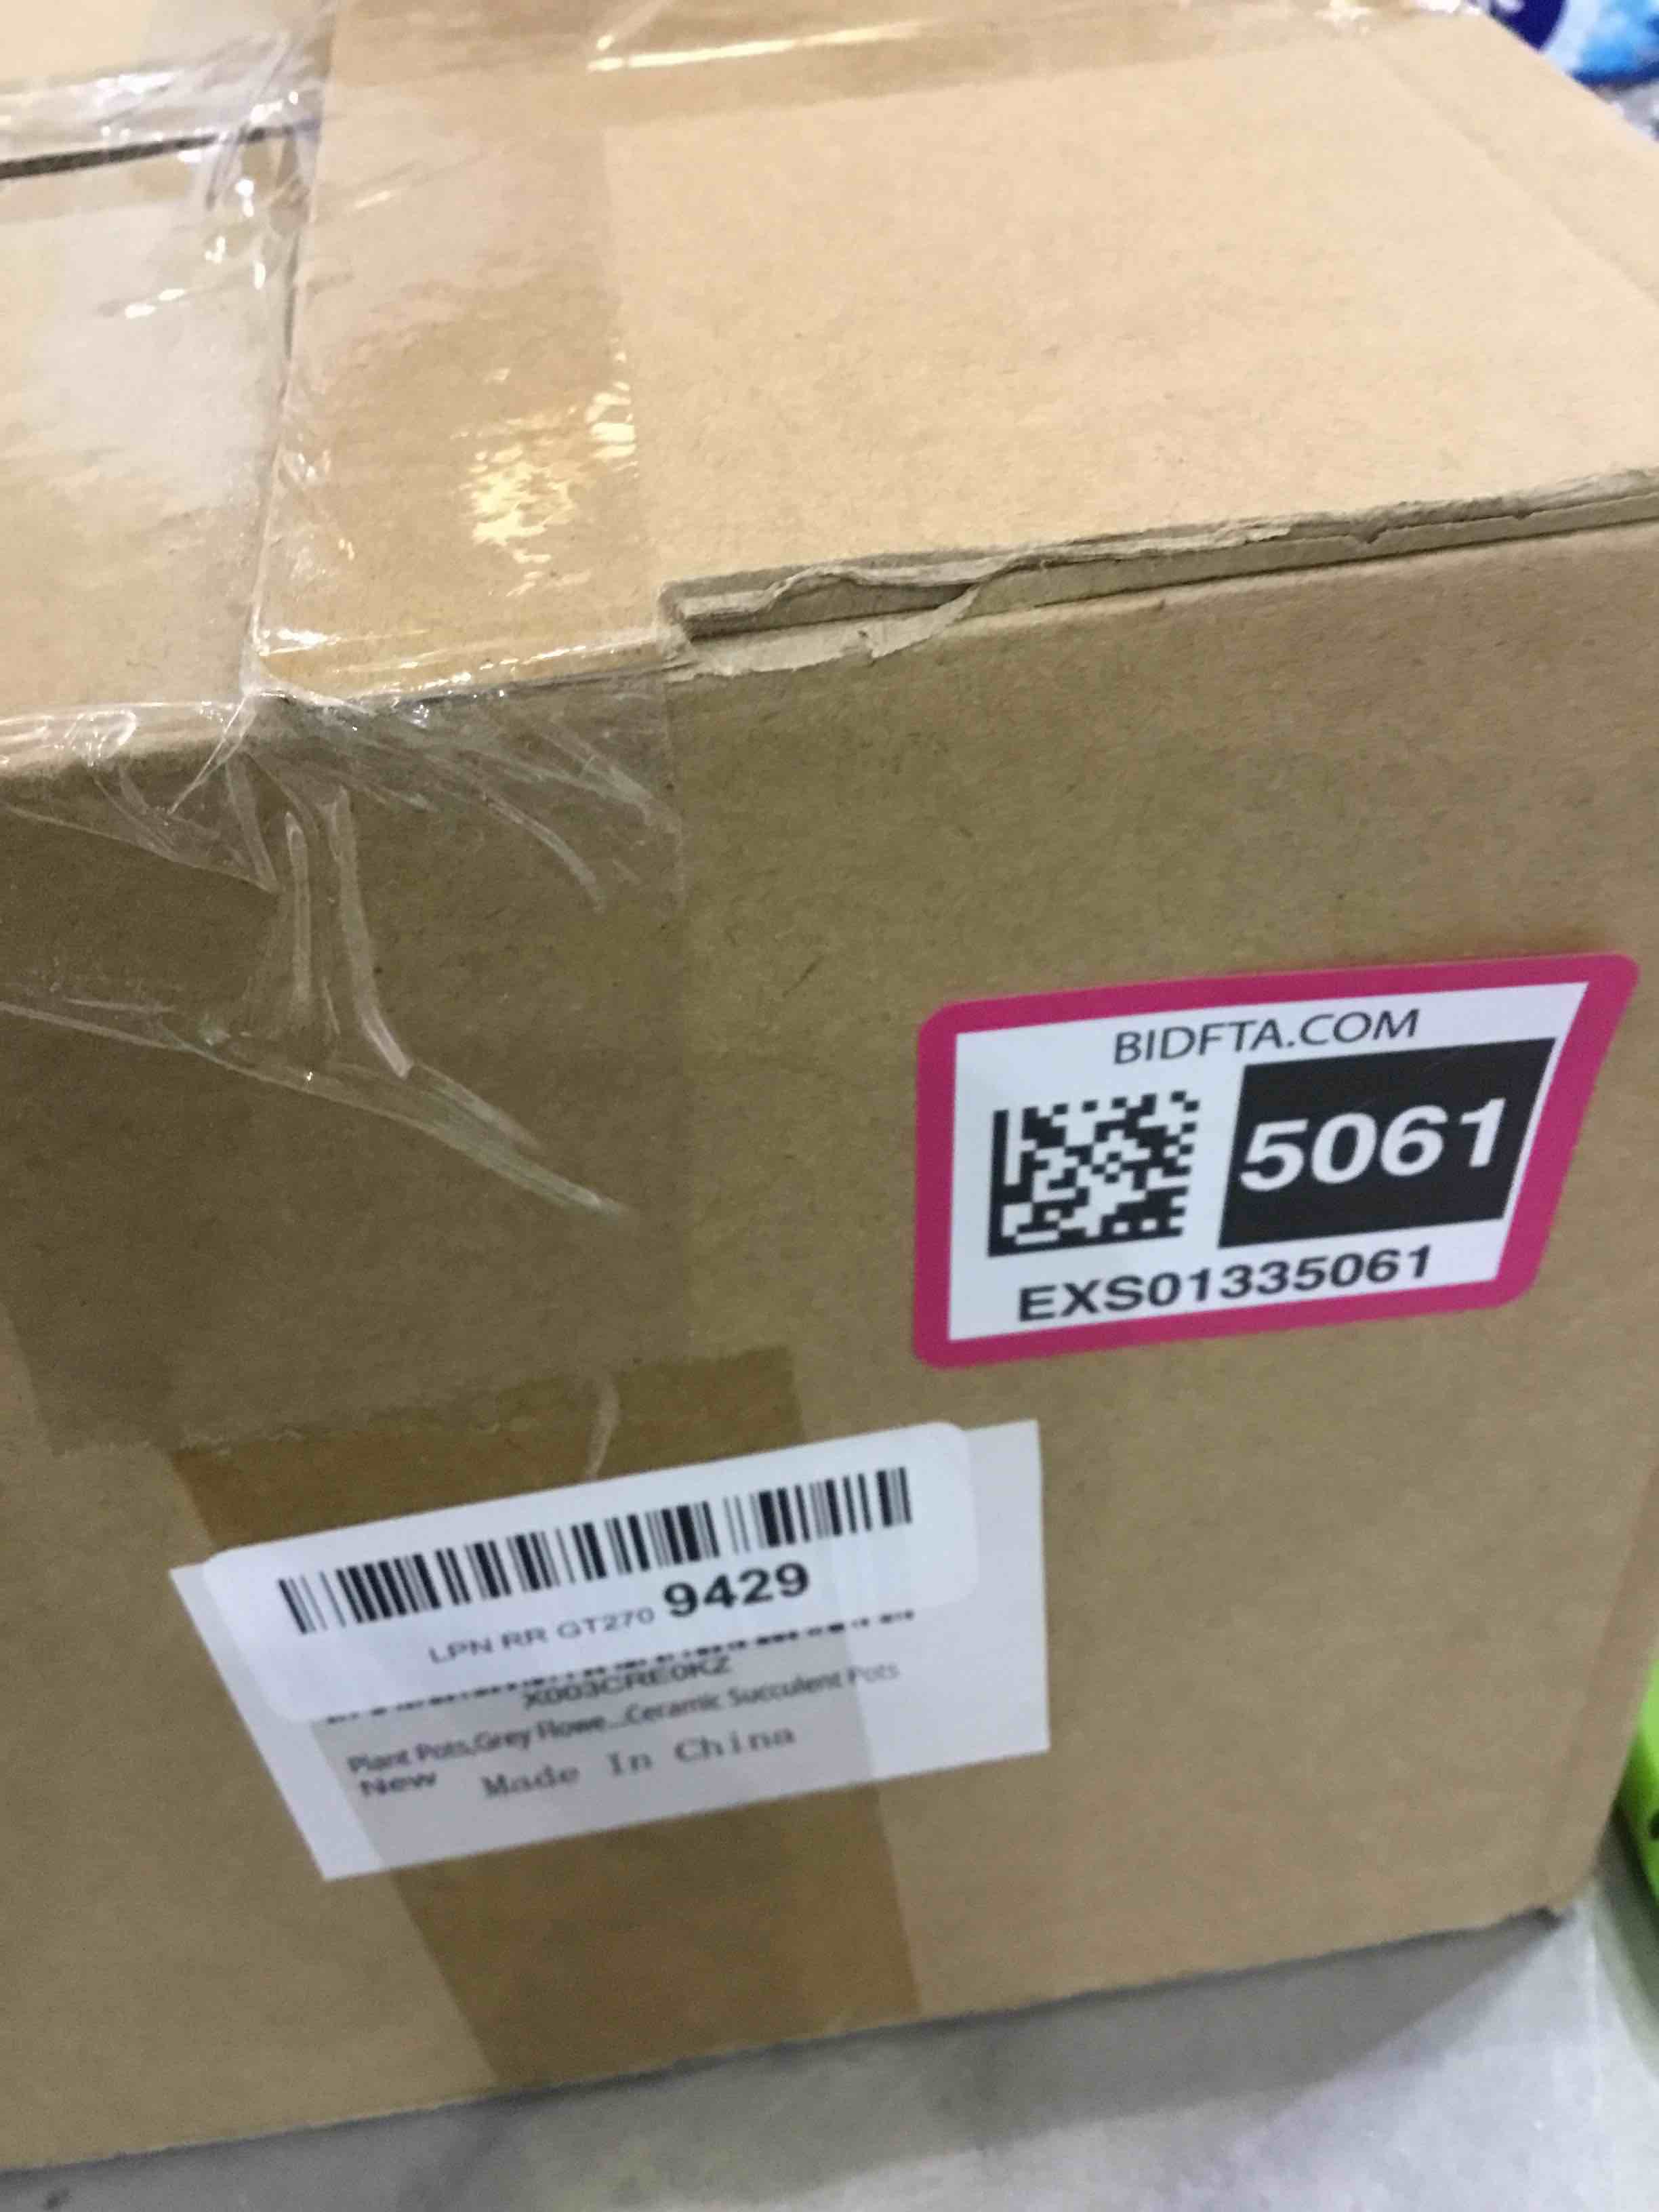 BIDFTA.COM
5061
EXS01335061
LPN RR GT270 9429
X003CRE0KZ
Plant Pots,Grey Flowe...Ceramic Succulent Pots
New Made In China